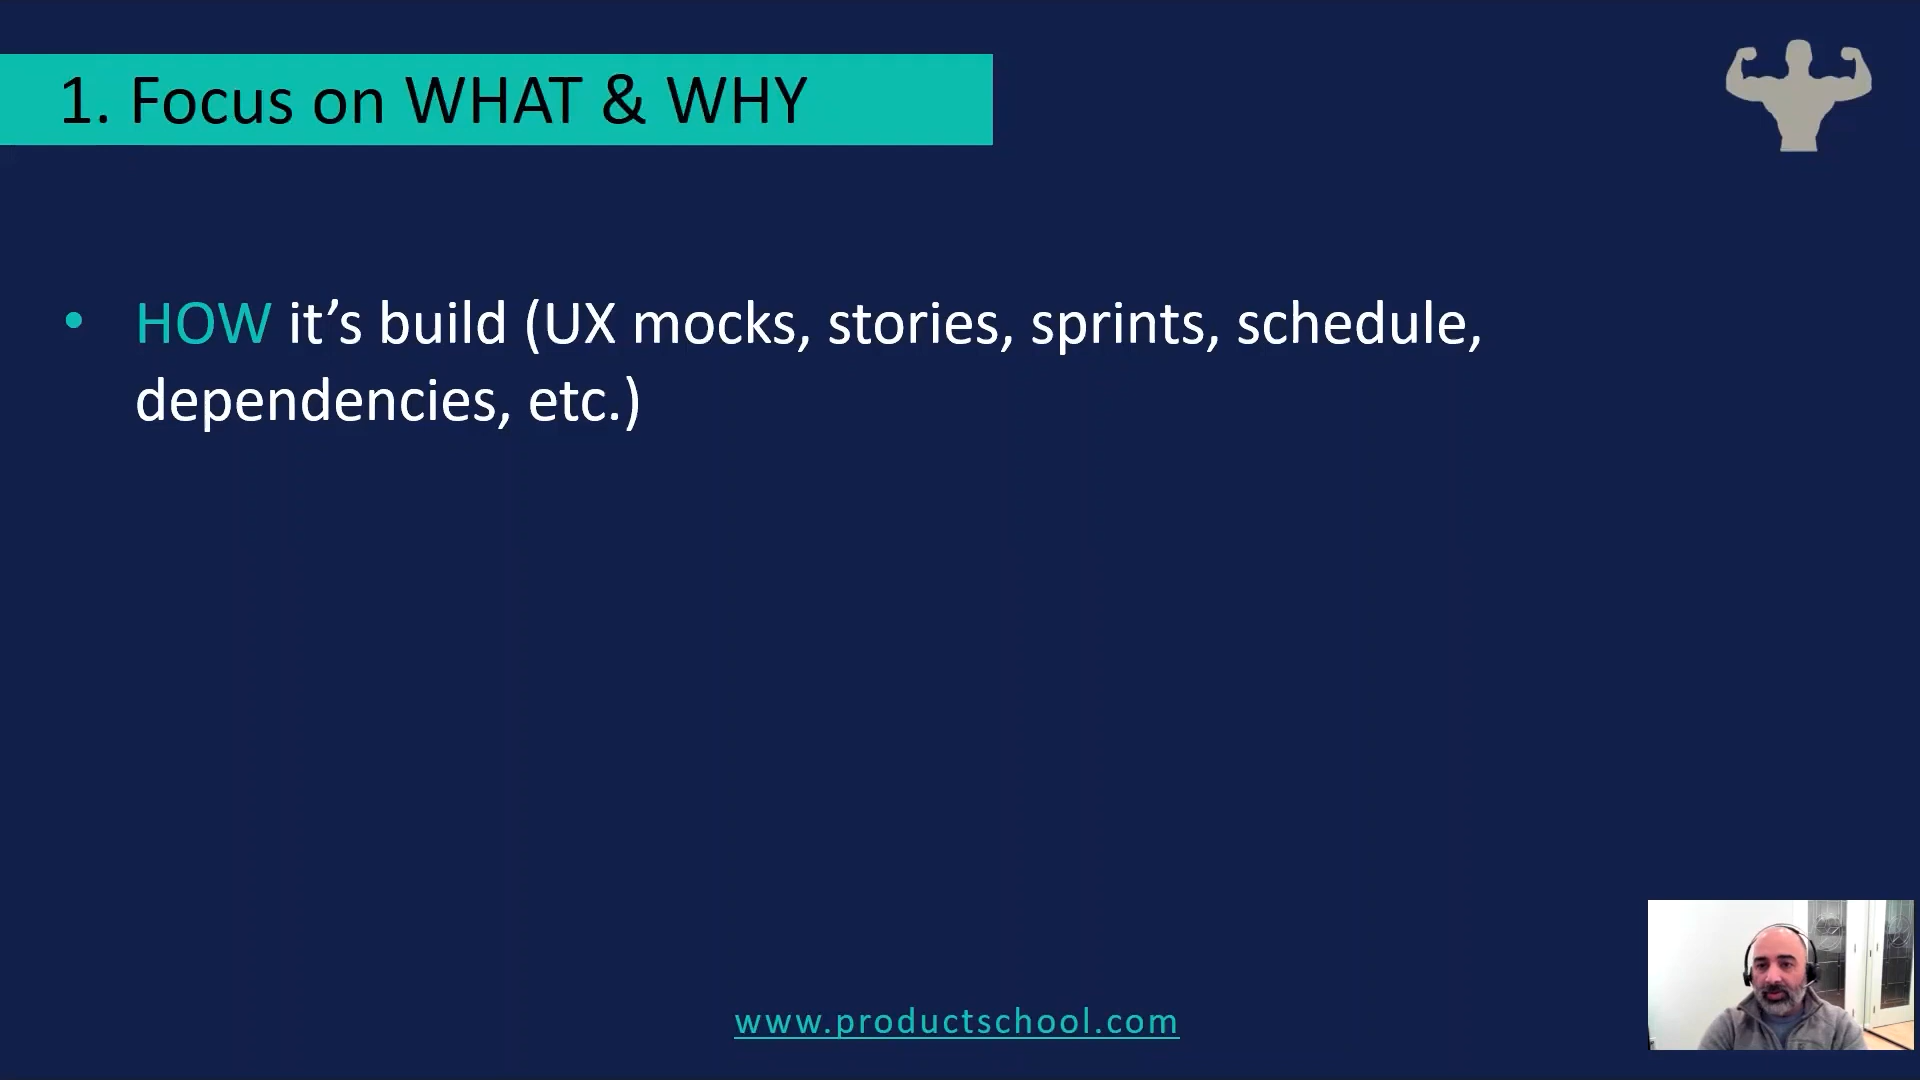 1. Focus on WHAT & WHY
• HOW it’s build (UX mocks, stories, sprints, schedule,
dependencies, etc.)
www.productschool.com